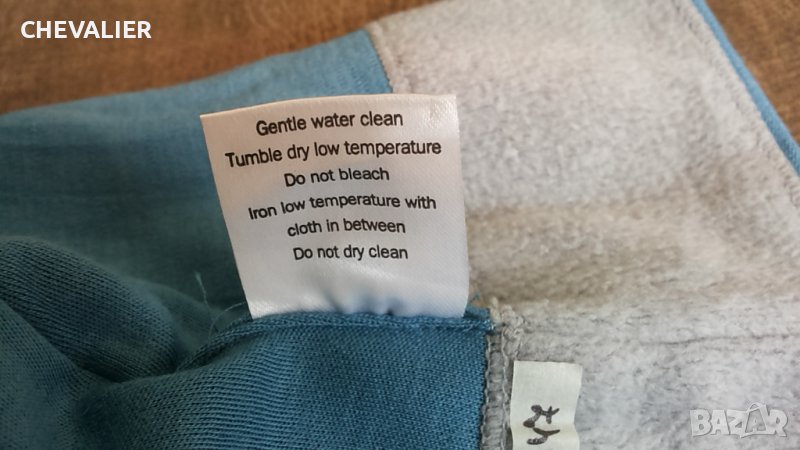 CHEVALIER
Gentle water clean
Tumble dry low temperature
Do not bleach
Iron low temperature with
cloth in between
Do not dry clean
BAZAR